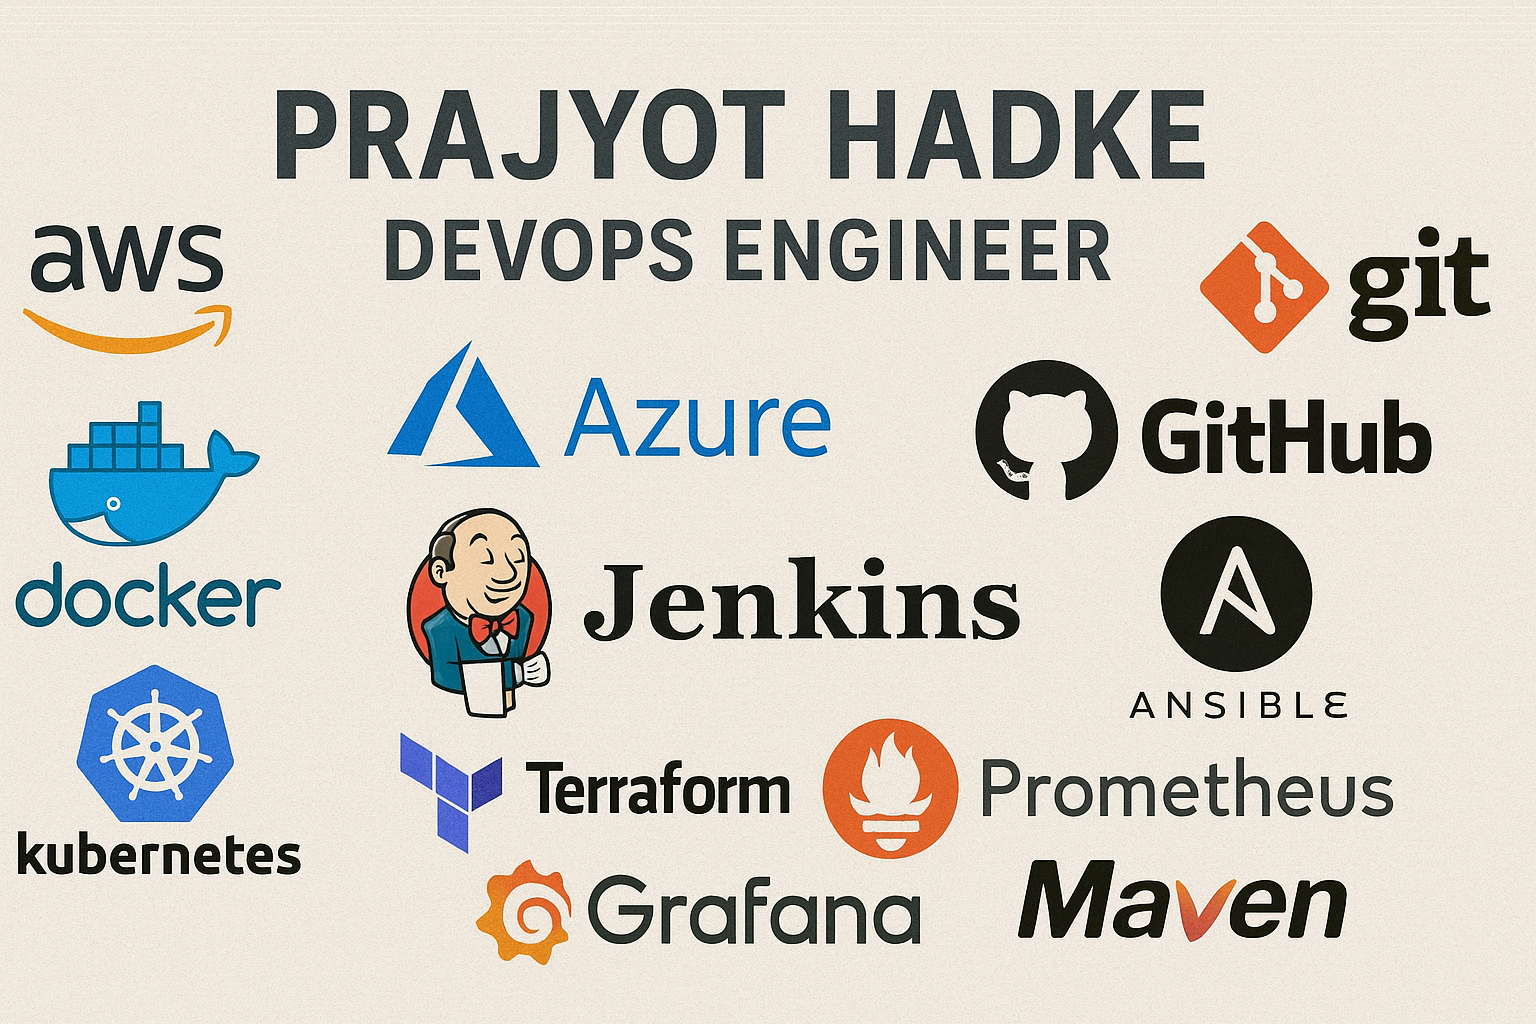 PRAJYOT HADKE
DEVOPS ENGINEER
aws
git
Azure
GitHub
docker
Jenkins
ANSIBLE
kubernetes
Terraform
Prometheus
Grafana
Maven